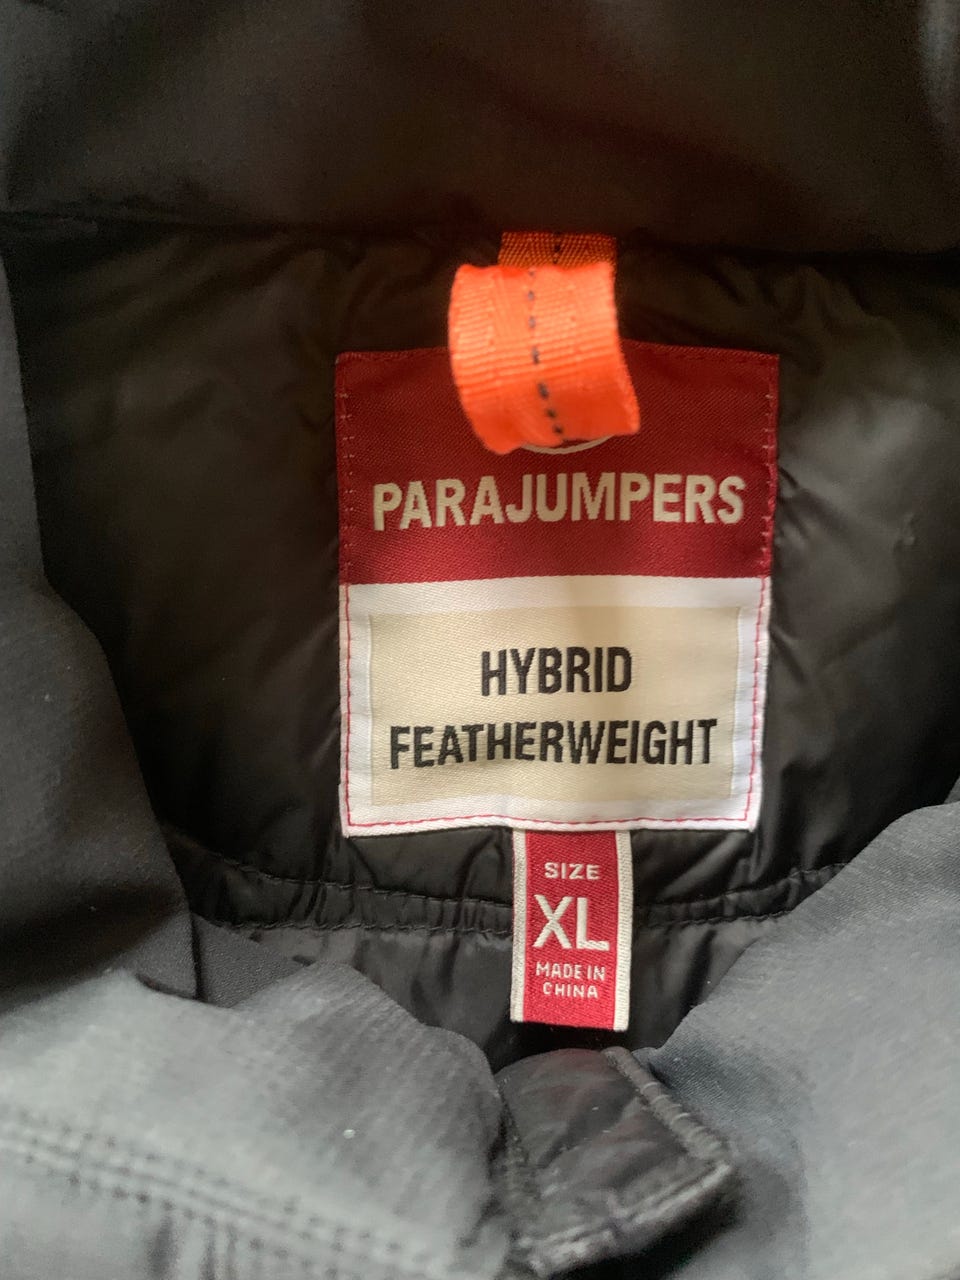 PARAJUMPERS
HYBRID
FEATHERWEIGHT
SIZE
XL
MADE IN
CHINA